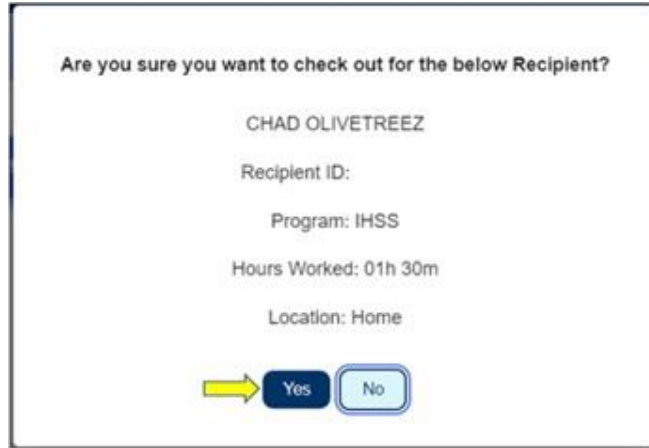 Are you sure you want to check out for the below Recipient?
CHAD OLIVETREEZ
Recipient ID:
Program: IHSS
Hours Worked: 01h 30m
Location: Home
Yes No